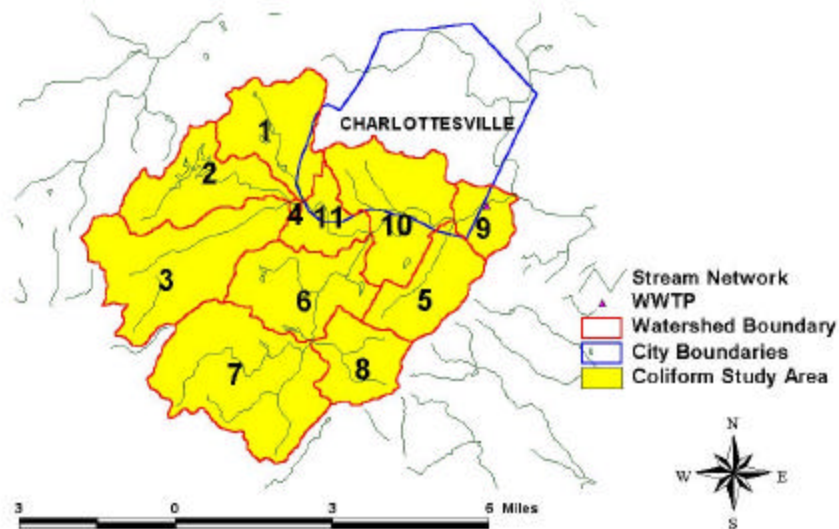 CHARLOTTESVILLE
1
2
4
11
10
9
3
6
5
7
8
Stream Network
WWTP
Watershed Boundary
City Boundaries
Coliform Study Area
N
W E
S
3 0 3 6 Miles